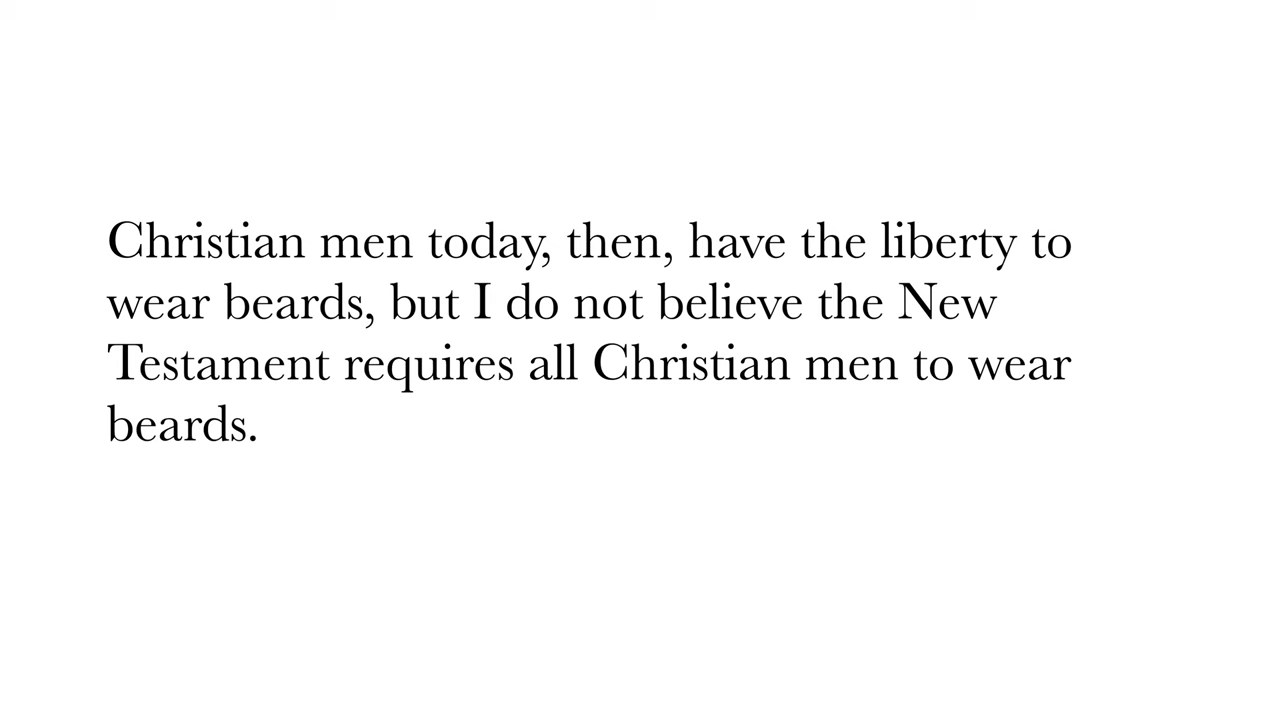 Christian men today, then, have the liberty to
wear beards, but I do not believe the New
Testament requires all Christian men to wear
beards.